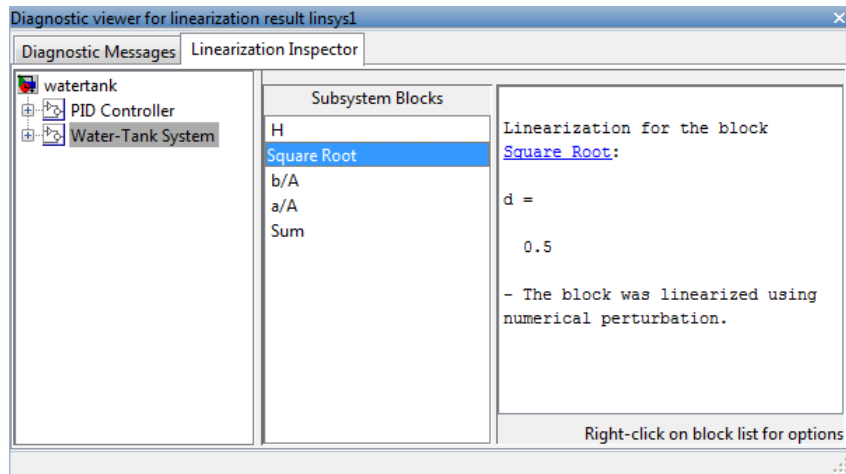 Diagnostic viewer for linearization result linsys1
Diagnostic Messages
Linearization Inspector
watertank
PID Controller
Water-Tank System
Subsystem Blocks
H
Square Root
b/A
a/A
Sum
Linearization for the block
Square Root:
d =
0.5
- The block was linearized using
numerical perturbation.
Right-click on block list for options